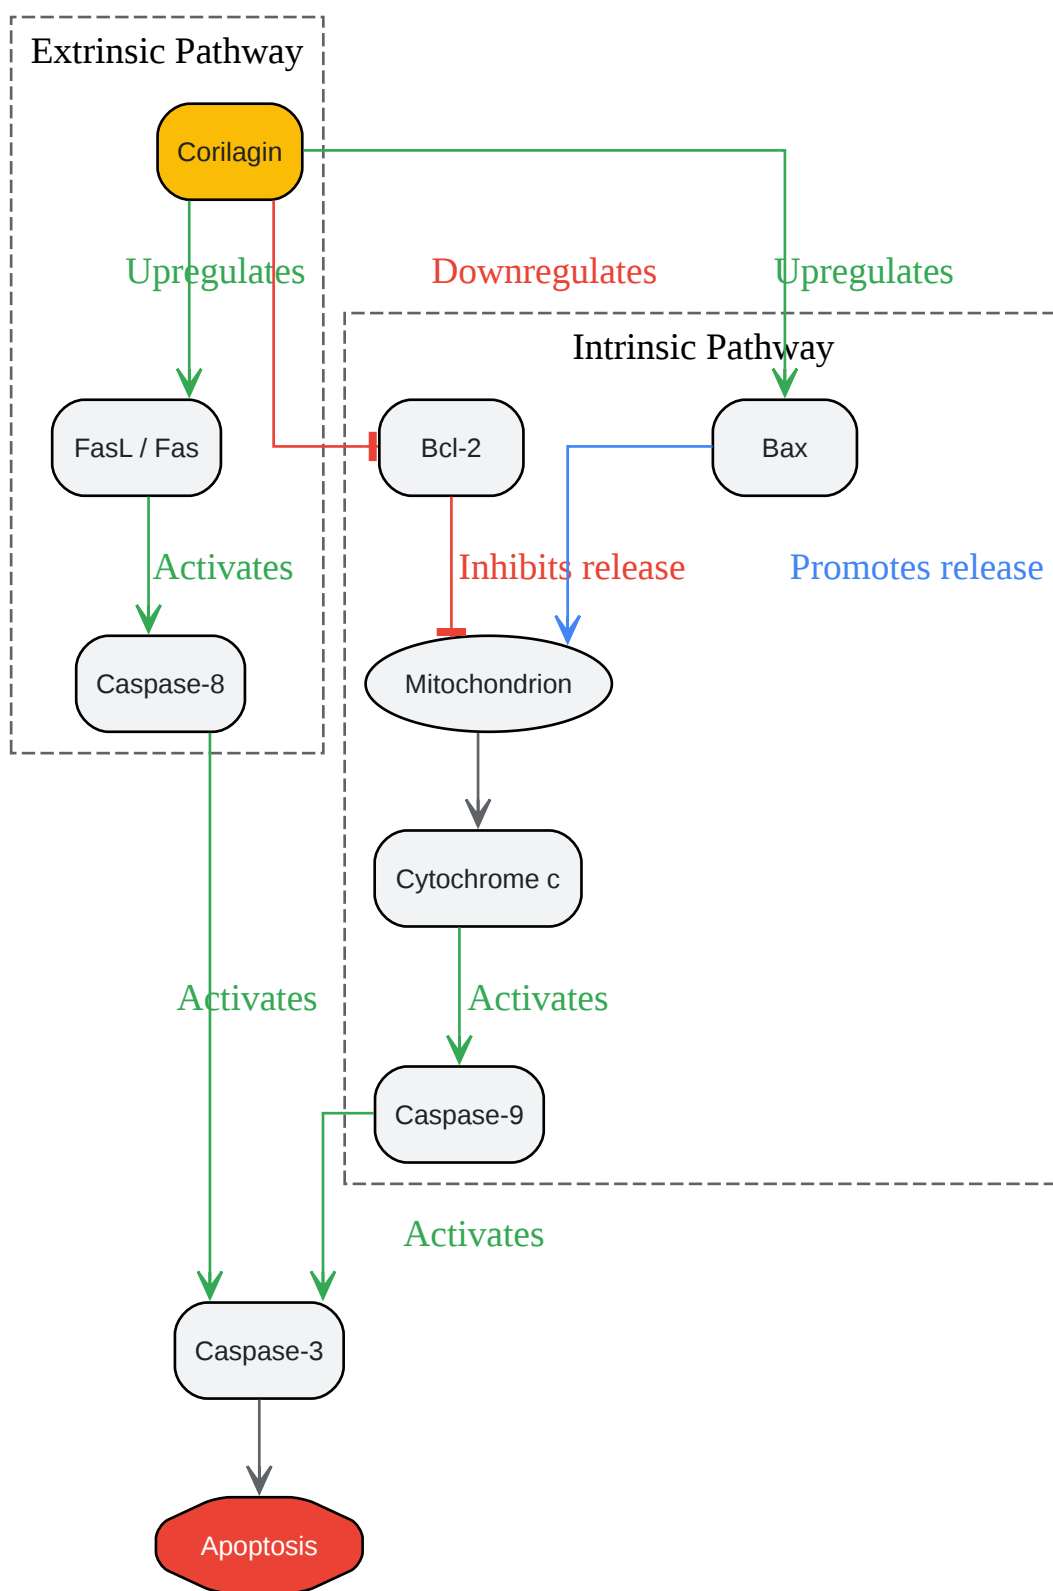 Extrinsic Pathway
Corilagin
Upregulates
Downregulates
Upregulates
Intrinsic Pathway
FasL / Fas
Bcl-2
Bax
Activates
Inhibits release
Promotes release
Caspase-8
Mitochondrion
Cytochrome c
Activates
Activates
Caspase-9
Activates
Caspase-3
Apoptosis